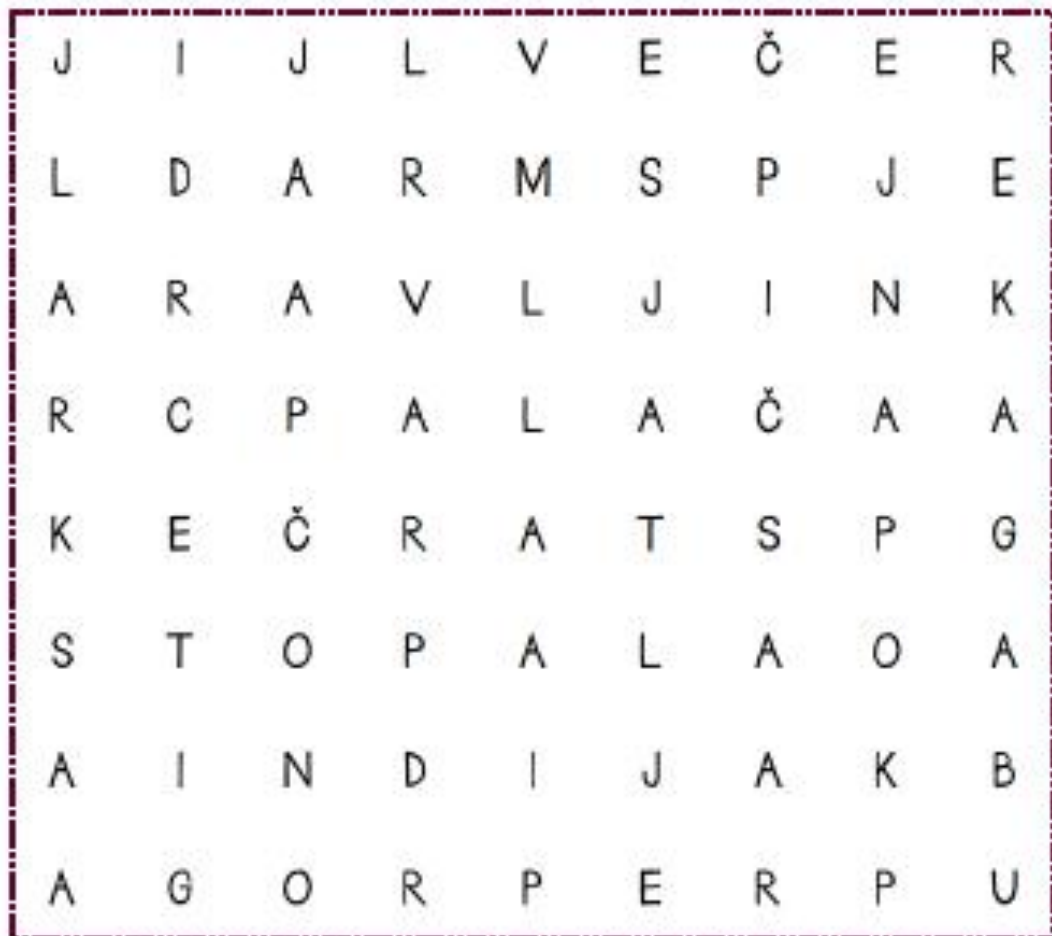 J I J L V E Č E R
L D A R M S P J E
A R A V L J I N K
R C P A L A Č A A
K E Č R A T S P G
S T O P A L A O A
A I N D I J A K B
A G O R P E R P U